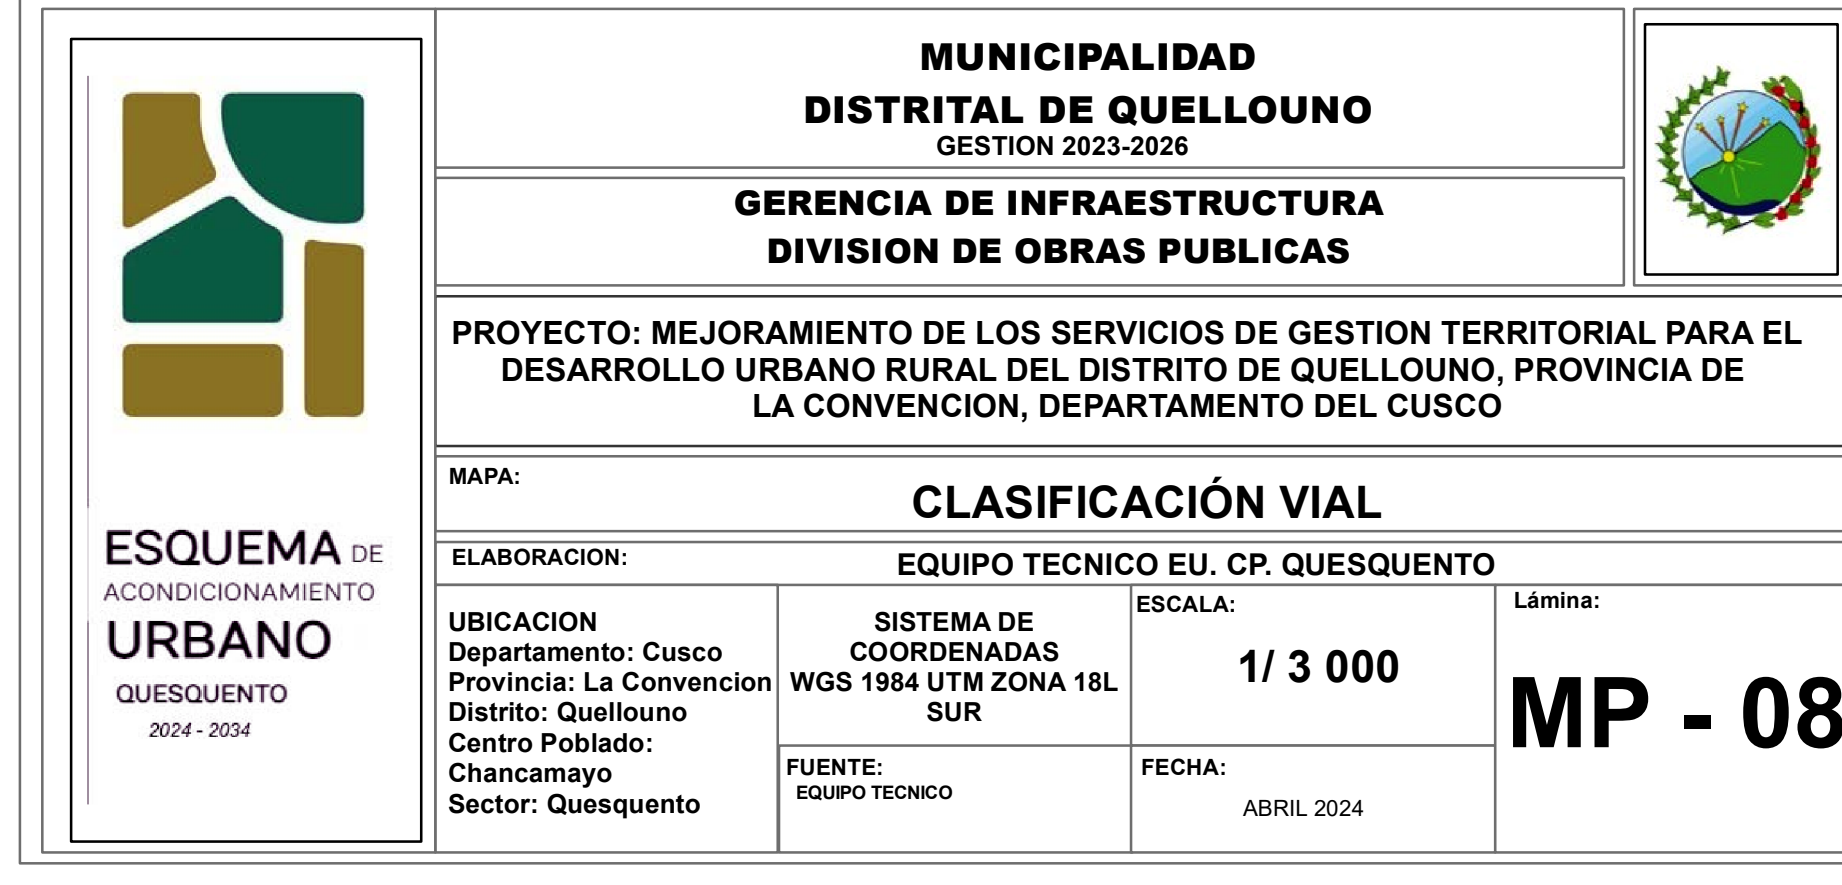 ESQUEMA DE
ACONDICIONAMIENTO
URBANO
QUESQUENTO
2024 - 2034
MUNICIPALIDAD
DISTRITAL DE QUELLOUNO
GESTION 2023-2026
GERENCIA DE INFRAESTRUCTURA
DIVISION DE OBRAS PUBLICAS
PROYECTO: MEJORAMIENTO DE LOS SERVICIOS DE GESTION TERRITORIAL PARA EL
DESARROLLO URBANO RURAL DEL DISTRITO DE QUELLOUNO, PROVINCIA DE
LA CONVENCION, DEPARTAMENTO DEL CUSCO
MAPA:
CLASIFICACIÓN VIAL
ELABORACION:
EQUIPO TECNICO EU. CP. QUESQUENTO
UBICACION
Departamento: Cusco
Provincia: La Convencion
Distrito: Quellouno
Centro Poblado:
Chancamayo
Sector: Quesquento
SISTEMA DE
COORDENADAS
WGS 1984 UTM ZONA 18L
SUR
FUENTE:
EQUIPO TECNICO
ESCALA:
1/ 3 000
FECHA:
ABRIL 2024
Lámina:
MP - 08